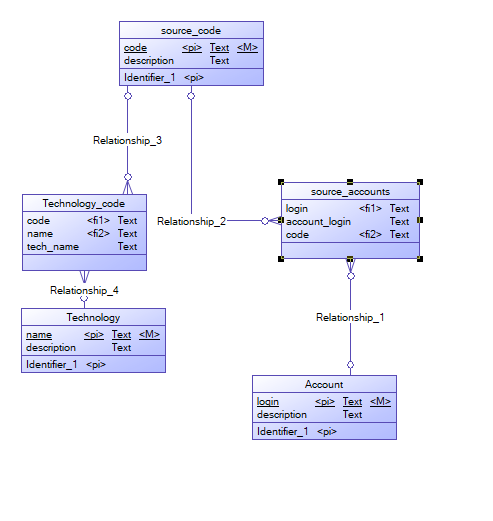 source_code
code <pi> Text <M>
description Text
Identifier_1 <pi>
Relationship_3
Technology_code
code <fi1> Text
name <fi2> Text
tech_name Text
Relationship_2
source_accounts
login <fi1> Text
account_login Text
code <fi2> Text
Relationship_4
Technology
name <pi> Text <M>
description Text
Identifier_1 <pi>
Relationship_1
Account
login <pi> Text <M>
description Text
Identifier_1 <pi>